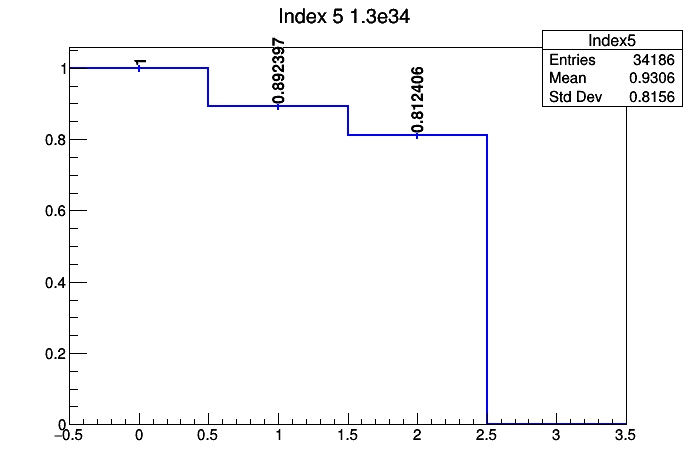 Index 5 1.3e34
Index5
Entries 34186
Mean 0.9306
Std Dev 0.8156
1
0.892397
0.812406
1
0.8
0.6
0.4
0.2
0
−0.5 0 0.5 1 1.5 2 2.5 3 3.5